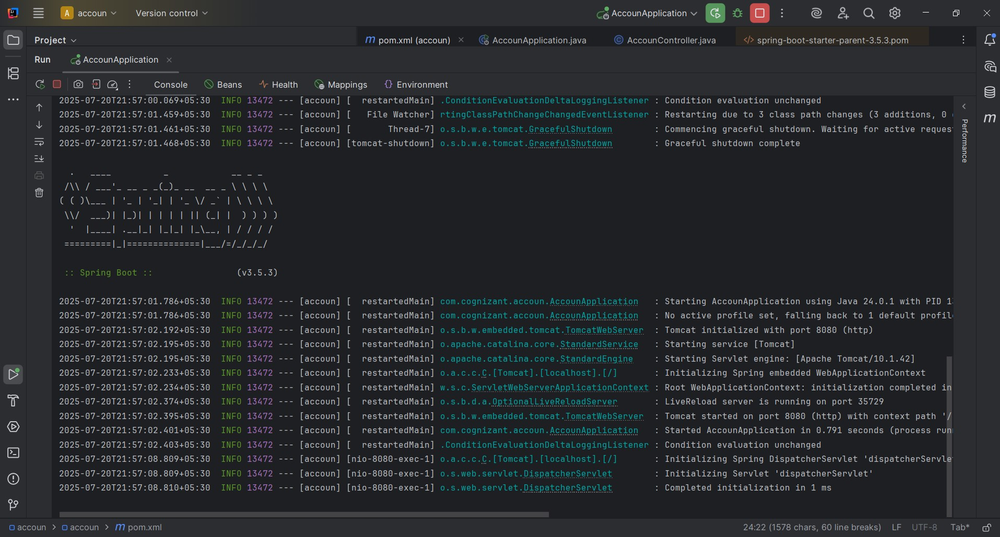 A accoun Version control AccounApplication
Project pom.xml (accoun) AccounApplication.java AccounController.java spring-boot-starter-parent-3.5.3.pom
Run AccounApplication
Console Beans Health Mappings Environment
2025-07-20T21:57:00.069+05:30 INFO 13472 --- [accoun] [ restartedMain] .ConditionEvaluationDeltaLoggingListener : Condition evaluation unchanged
2025-07-20T21:57:01.459+05:30 INFO 13472 --- [accoun] [ File Watcher] rtingClassPathChangeChangedEventListener : Restarting due to 3 class path changes (3 additions, 0
2025-07-20T21:57:01.461+05:30 INFO 13472 --- [accoun] [ Thread-7] o.s.b.w.e.tomcat.GracefulShutdown : Commencing graceful shutdown. Waiting for active reques
2025-07-20T21:57:01.468+05:30 INFO 13472 --- [accoun] [tomcat-shutdown] o.s.b.w.e.tomcat.GracefulShutdown : Graceful shutdown complete
  .   ____          _            __ _ _
 /\\ / ___'_ __ _ _(_)_ __  __ _ \ \ \ \
( ( )\___ | '_ | '_| | '_ \/ _` | \ \ \ \
 \\/  ___)| |_)| | | | | || (_| |  ) ) ) )
  '  |____| .__|_| |_|_| |_\__, | / / / /
 =========|_|==============|___/=/_/_/_/
:: Spring Boot :: (v3.5.3)
2025-07-20T21:57:01.786+05:30 INFO 13472 --- [accoun] [ restartedMain] com.cognizant.accoun.AccounApplication : Starting AccounApplication using Java 24.0.1 with PID 13
2025-07-20T21:57:01.786+05:30 INFO 13472 --- [accoun] [ restartedMain] com.cognizant.accoun.AccounApplication : No active profile set, falling back to 1 default profil
2025-07-20T21:57:02.192+05:30 INFO 13472 --- [accoun] [ restartedMain] o.s.b.w.embedded.tomcat.TomcatWebServer : Tomcat initialized with port 8080 (http)
2025-07-20T21:57:02.195+05:30 INFO 13472 --- [accoun] [ restartedMain] o.apache.catalina.core.StandardService : Starting service [Tomcat]
2025-07-20T21:57:02.195+05:30 INFO 13472 --- [accoun] [ restartedMain] o.apache.catalina.core.StandardEngine : Starting Servlet engine: [Apache Tomcat/10.1.42]
2025-07-20T21:57:02.233+05:30 INFO 13472 --- [accoun] [ restartedMain] o.a.c.c.C.[Tomcat].[localhost].[/] : Initializing Spring embedded WebApplicationContext
2025-07-20T21:57:02.234+05:30 INFO 13472 --- [accoun] [ restartedMain] w.s.c.ServletWebServerApplicationContext : Root WebApplicationContext: initialization completed in
2025-07-20T21:57:02.374+05:30 INFO 13472 --- [accoun] [ restartedMain] o.s.b.d.a.OptionalLiveReloadServer : LiveReload server is running on port 35729
2025-07-20T21:57:02.395+05:30 INFO 13472 --- [accoun] [ restartedMain] o.s.b.w.embedded.tomcat.TomcatWebServer : Tomcat started on port 8080 (http) with context path '/
2025-07-20T21:57:02.401+05:30 INFO 13472 --- [accoun] [ restartedMain] com.cognizant.accoun.AccounApplication : Started AccounApplication in 0.791 seconds (process run
2025-07-20T21:57:02.403+05:30 INFO 13472 --- [accoun] [ restartedMain] .ConditionEvaluationDeltaLoggingListener : Condition evaluation unchanged
2025-07-20T21:57:08.809+05:30 INFO 13472 --- [accoun] [nio-8080-exec-1] o.a.c.c.C.[Tomcat].[localhost].[/] : Initializing Spring DispatcherServlet 'dispatcherServle
2025-07-20T21:57:08.809+05:30 INFO 13472 --- [accoun] [nio-8080-exec-1] o.s.web.servlet.DispatcherServlet : Initializing Servlet 'dispatcherServlet'
2025-07-20T21:57:08.810+05:30 INFO 13472 --- [accoun] [nio-8080-exec-1] o.s.web.servlet.DispatcherServlet : Completed initialization in 1 ms
Performance
accoun > accoun > m pom.xml 24:22 (1578 chars, 60 line breaks) LF UTF-8 Tab*